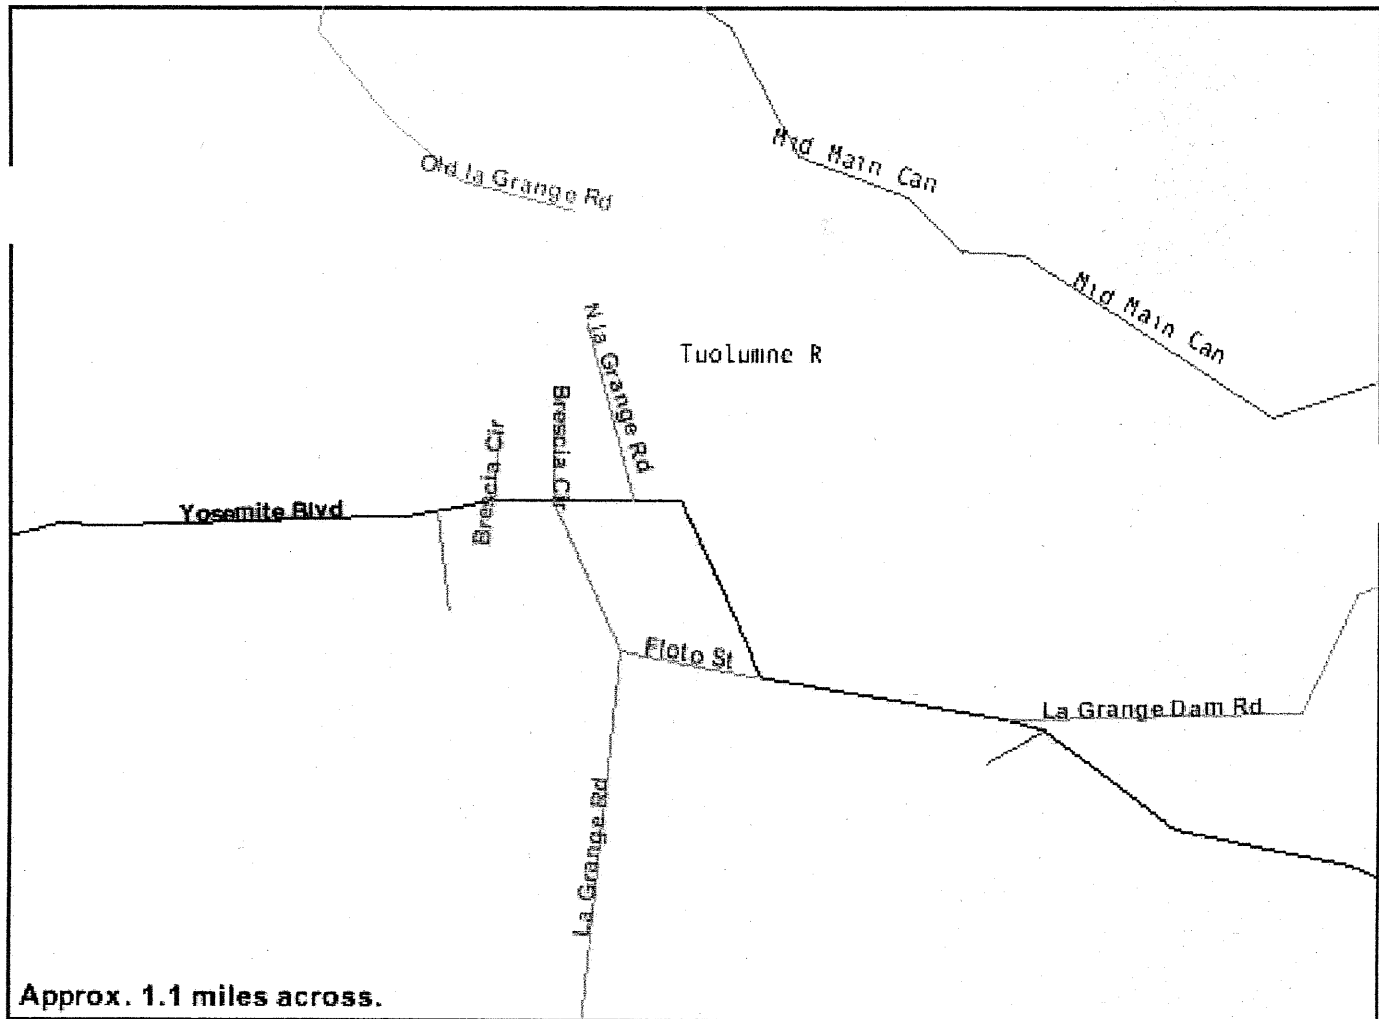 Mid Main Can
Old la Grange Rd
Mid Main Can
N la Grange Rd
Tuolumne R
Brescia Cir
Brescia Cir
Yosemite Blvd
Floto St
La Grange Dam Rd
La Grange Rd
Approx. 1.1 miles across.